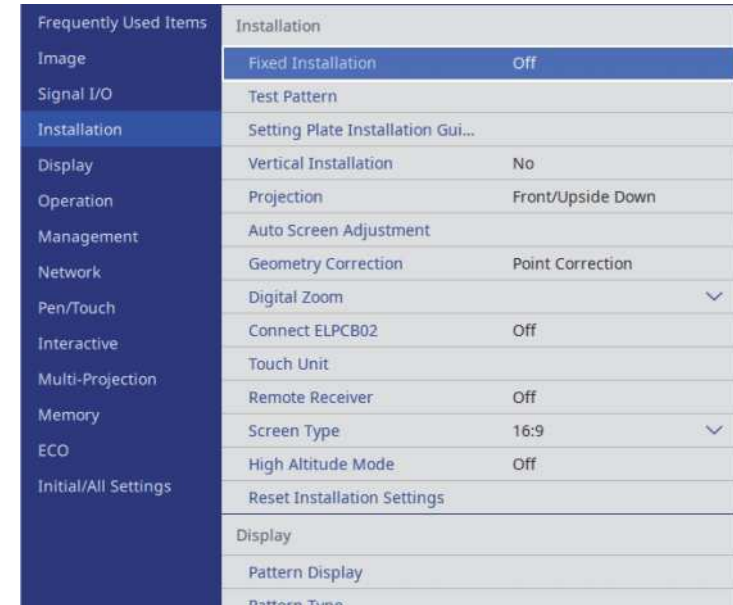 Frequently Used Items
Image
Signal I/O
Installation
Display
Operation
Management
Network
Pen/Touch
Interactive
Multi-Projection
Memory
ECO
Initial/All Settings
Installation
Fixed Installation Off
Test Pattern
Setting Plate Installation Gui...
Vertical Installation No
Projection Front/Upside Down
Auto Screen Adjustment
Geometry Correction Point Correction
Digital Zoom
Connect ELPCB02 Off
Touch Unit
Remote Receiver Off
Screen Type 16:9
High Altitude Mode Off
Reset Installation Settings
Display
Pattern Display
Pattern Type